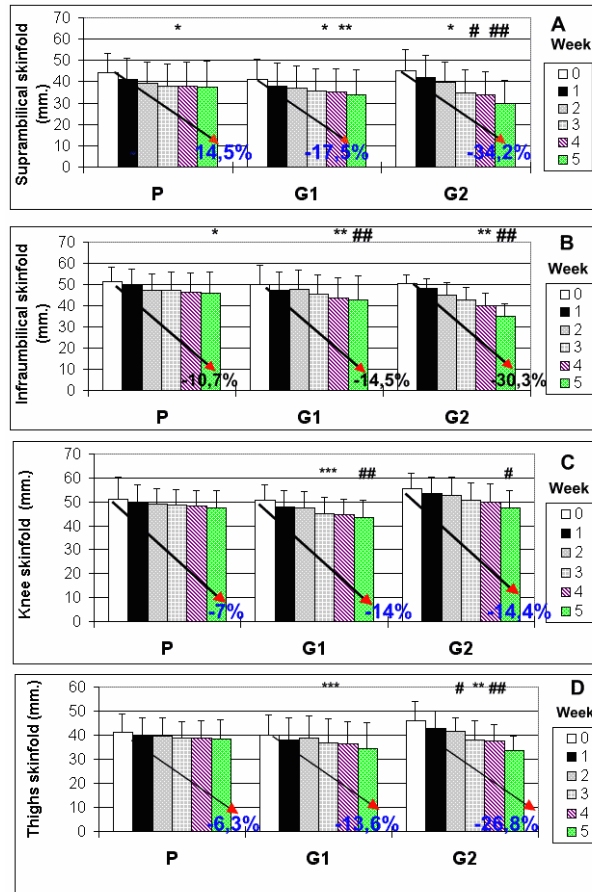 A
* * ** * # ##
Week
70
60
50
40
30
20
10
0
Suprambilical skinfold
(mm.)
0
1
2
3
4
5
- 14,5% -17,5% -34,2%
P G1 G2
B
* ** ## ** ##
Week
70
60
50
40
30
20
10
0
Infraumbilical skinfold
(mm.)
0
1
2
3
4
5
-10,7% -14,5% -30,3%
P G1 G2
C
*** ## #
Week
70
60
50
40
30
20
10
0
Knee skinfold (mm.)
0
1
2
3
4
5
-7% -14% -14,4%
P G1 G2
D
*** # ** ##
Week
60
50
40
30
20
10
0
Thighs skinfold (mm.)
0
1
2
3
4
5
-6,3% -13,6% -26,8%
P G1 G2